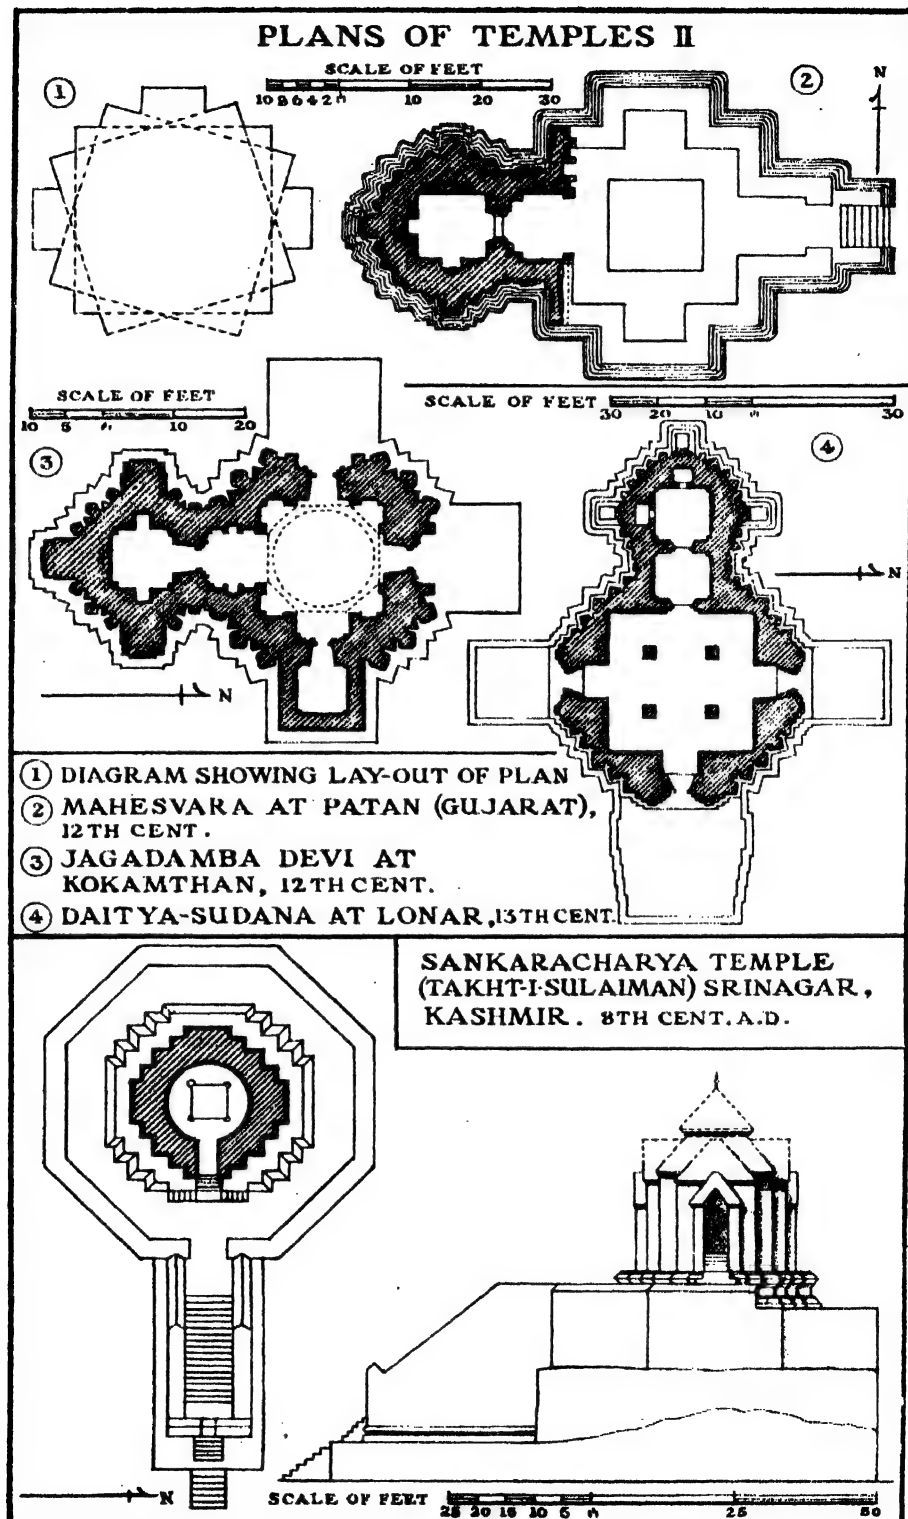 PLANS OF TEMPLES II
SCALE OF FEET
10 8 6 4 2 0 10 20 30
1
2
N
SCALE OF FEET
10 5 0 10 20
SCALE OF FEET
30 20 10 0 30
3
4
N
N
1 DIAGRAM SHOWING LAY-OUT OF PLAN
2 MAHESVARA AT PATAN (GUJARAT),
12TH CENT.
3 JAGADAMBA DEVI AT
KOKAMTHAN, 12TH CENT.
4 DAITYA-SUDANA AT LONAR, 13TH CENT.
SANKARACHARYA TEMPLE
(TAKHT-I-SULAIMAN) SRINAGAR,
KASHMIR. 8TH CENT. A.D.
N
SCALE OF FEET
25 20 15 10 5 0 25 50